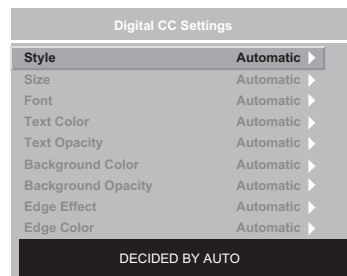 Digital CC Settings
Style Automatic
Size Automatic
Font Automatic
Text Color Automatic
Text Opacity Automatic
Background Color Automatic
Background Opacity Automatic
Edge Effect Automatic
Edge Color Automatic
DECIDED BY AUTO